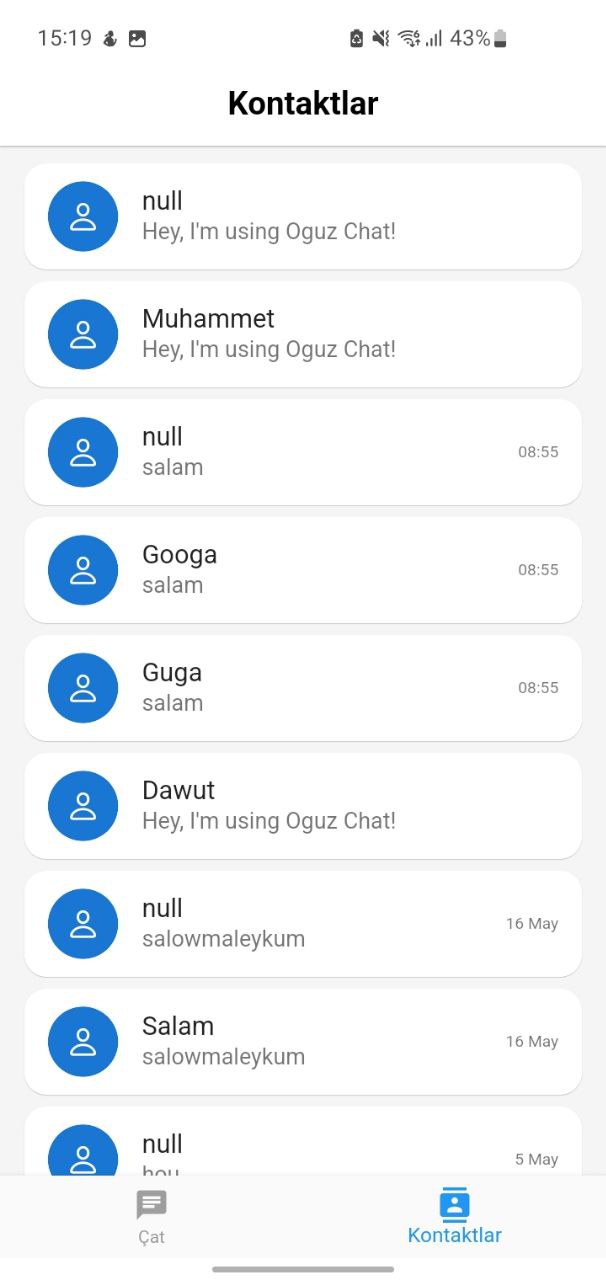 15:19
43%
Kontaktlar
null
Hey, I'm using Oguz Chat!
Muhammet
Hey, I'm using Oguz Chat!
null
salam
08:55
Googa
salam
08:55
Guga
salam
08:55
Dawut
Hey, I'm using Oguz Chat!
null
salowmaleykum
16 May
Salam
salowmaleykum
16 May
null
5 May
Çat
Kontaktlar